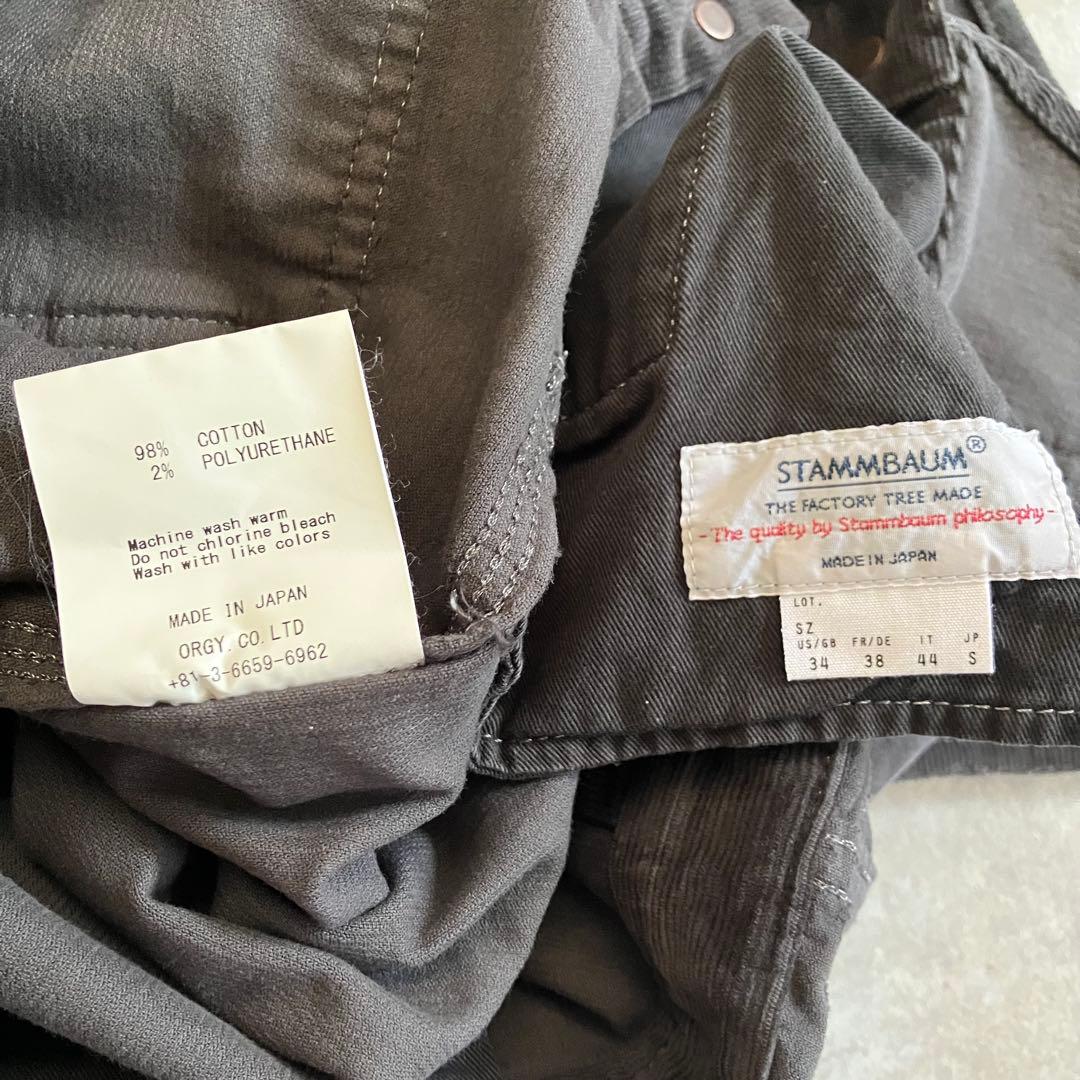 98% COTTON
2% POLYURETHANE
Machine wash warm
Do not chlorine bleach
Wash with like colors
MADE IN JAPAN
ORGY. CO. LTD
+81-3-6659-6962
STAMMBAUM®
THE FACTORY TREE MADE
-The quality by Stammbaum philosophy-
MADE IN JAPAN
LOT.
SZ
US/GB FR/DE IT JP
34 38 44 S